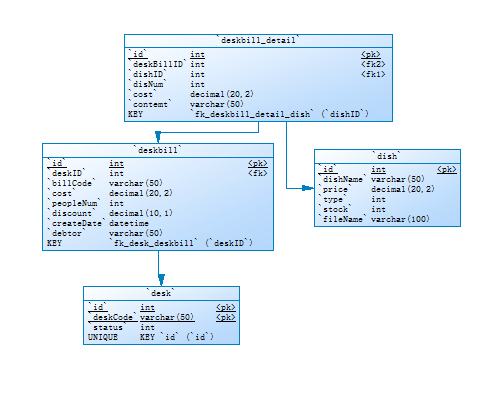 `deskbill_detail`
`id` int <pk>
`deskBillID` int <fk2>
`dishID` int <fk1>
`disNum` int
`cost` decimal(20,2)
`contemt` varchar(50)
KEY `fk_deskbill_detail_dish` (`dishID`)
`deskbill`
`id` int <pk>
`deskID` int <fk>
`billCode` varchar(50)
`cost` decimal(20,2)
`peopleNum` int
`discount` decimal(10,1)
`createDate` datetime
`debtor` varchar(50)
KEY `fk_desk_deskbill` (`deskID`)
`dish`
`id` int <pk>
`dishName` varchar(50)
`price` decimal(20,2)
`type` int
`stock` int
`fileName` varchar(100)
`desk`
`id` int <pk>
`deskCode` varchar(50) <pk>
`status` int
UNIQUE KEY `id` (`id`)